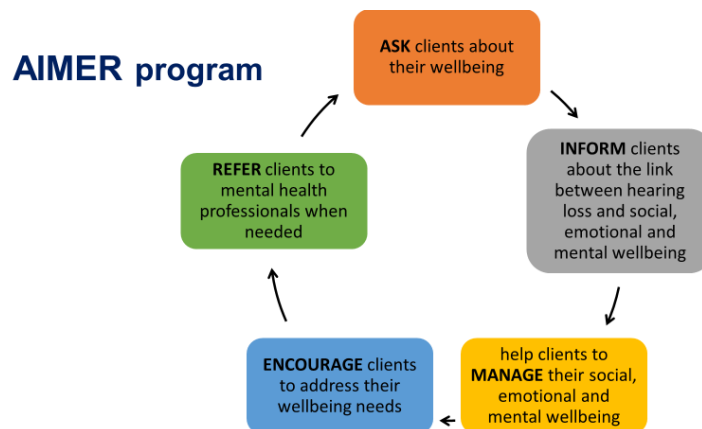 AIMER program
ASK clients about
their wellbeing
INFORM clients
about the link
between hearing
loss and social,
emotional and
mental wellbeing
help clients to
MANAGE their social,
emotional and
mental wellbeing
ENCOURAGE clients
to address their
wellbeing needs
REFER clients to
mental health
professionals when
needed